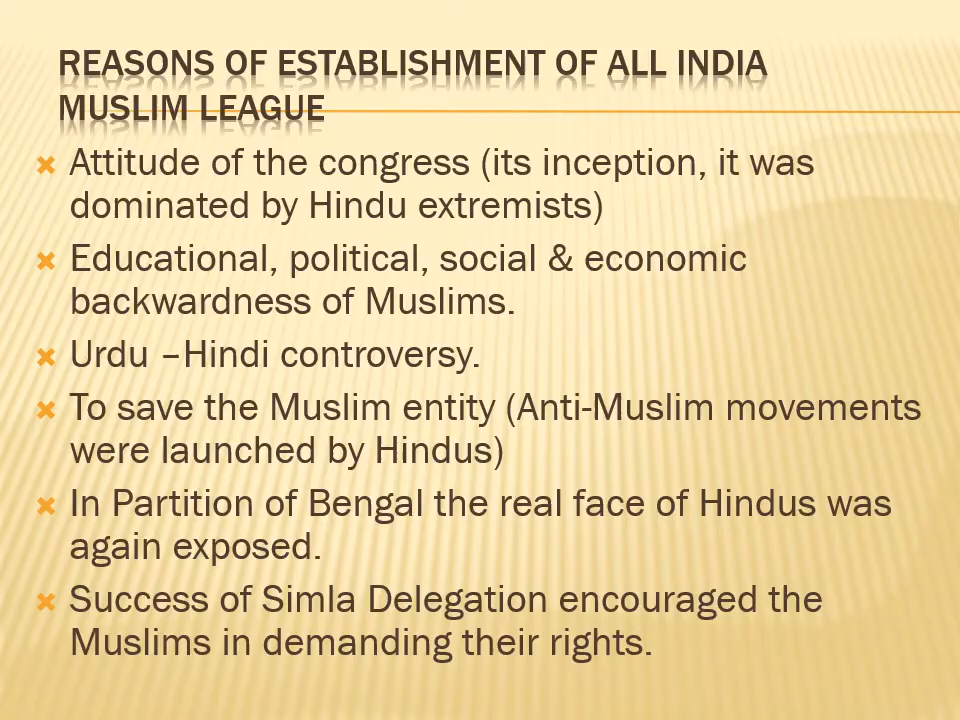 REASONS OF ESTABLISHMENT OF ALL INDIA
MUSLIM LEAGUE
Attitude of the congress (its inception, it was
dominated by Hindu extremists)
Educational, political, social & economic
backwardness of Muslims.
Urdu –Hindi controversy.
To save the Muslim entity (Anti-Muslim movements
were launched by Hindus)
In Partition of Bengal the real face of Hindus was
again exposed.
Success of Simla Delegation encouraged the
Muslims in demanding their rights.